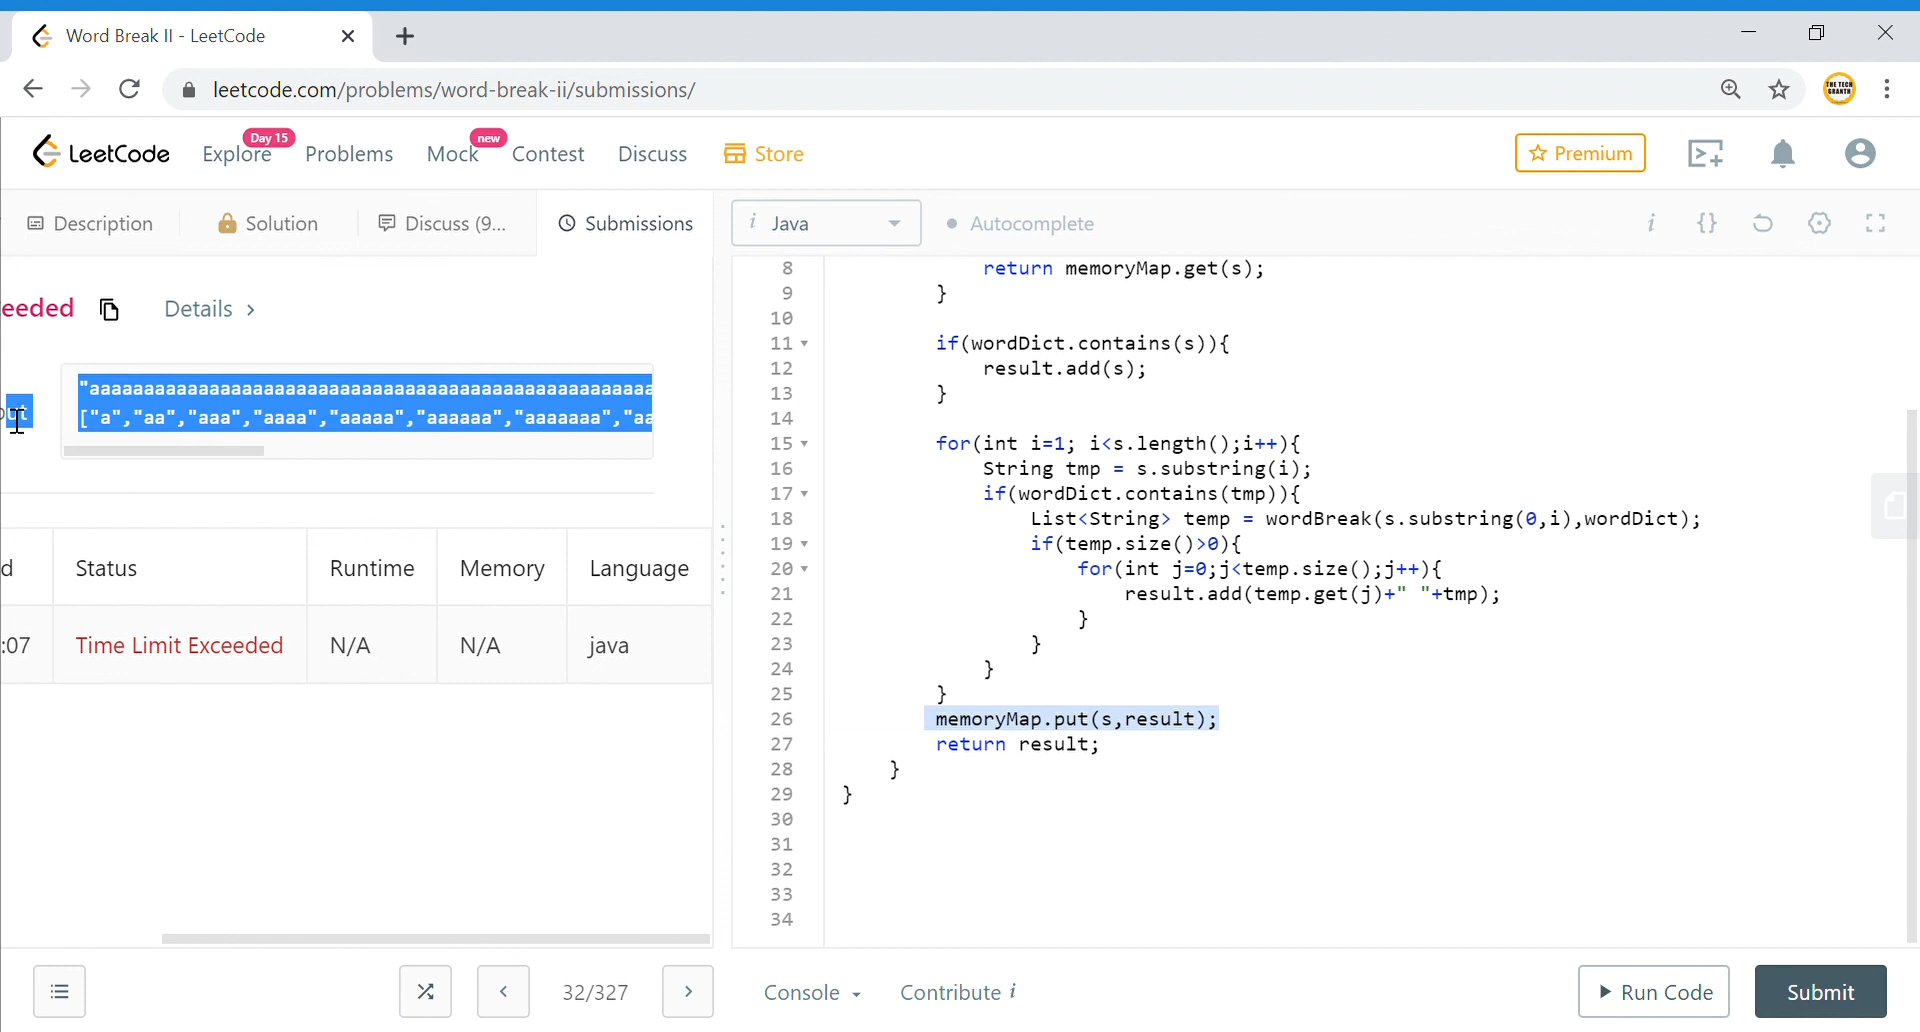 Word Break II - LeetCode
leetcode.com/problems/word-break-ii/submissions/
THE TECH GRANTH
LeetCode Explore Day 15 Problems Mock new Contest Discuss Store Premium
Description Solution Discuss (9... Submissions
Java Autocomplete
eeded Details >
"aaaaaaaaaaaaaaaaaaaaaaaaaaaaaaaaaaaaaaaaaaaaaaaaaaaa
put
["a","aa","aaa","aaaa","aaaaa","aaaaaa","aaaaaaa","aa
d Status Runtime Memory Language
:07 Time Limit Exceeded N/A N/A java
8 return memoryMap.get(s);
9 }
10
11 if(wordDict.contains(s)){
12 result.add(s);
13 }
14
15 for(int i=1; i<s.length();i++){
16 String tmp = s.substring(i);
17 if(wordDict.contains(tmp)){
18 List<String> temp = wordBreak(s.substring(0,i),wordDict);
19 if(temp.size()>0){
20 for(int j=0;j<temp.size();j++){
21 result.add(temp.get(j)+" "+tmp);
22 }
23 }
24 }
25 }
26 memoryMap.put(s,result);
27 return result;
28 }
29 }
30
31
32
33
34
32/327 Console Contribute i Run Code Submit